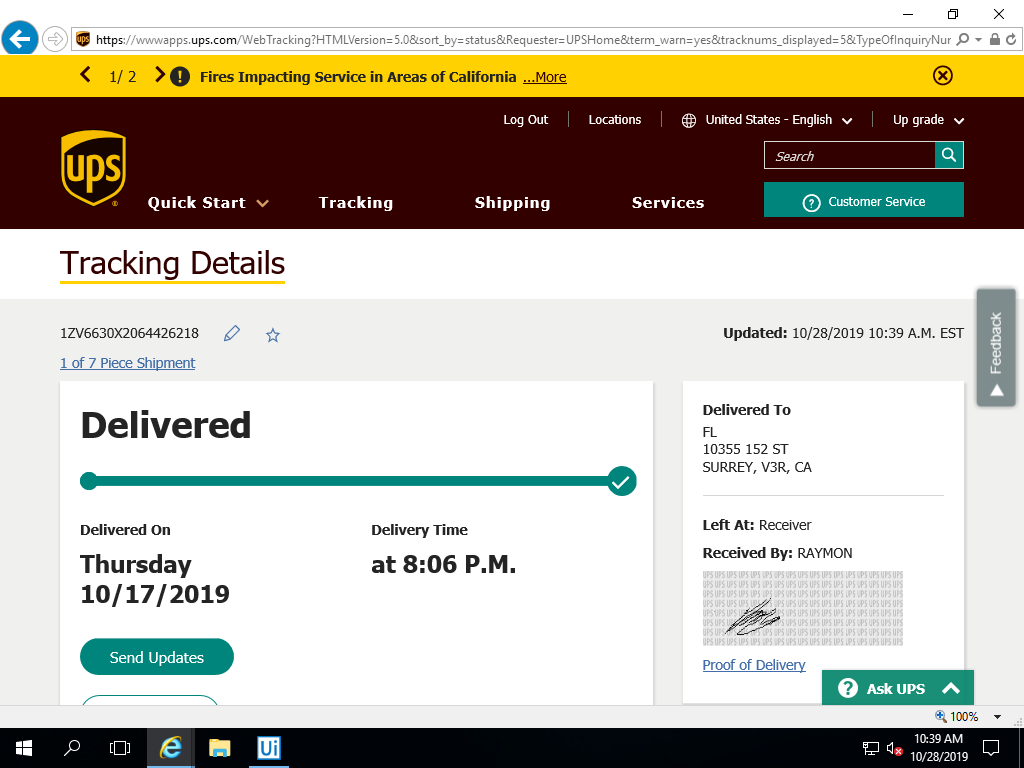 https://wwwapps.ups.com/WebTracking?HTMLVersion=5.0&sort_by=status&Requester=UPSHome&term_warn=yes&tracknums_displayed=5&TypeOfInquiryNur
1/ 2 Fires Impacting Service in Areas of California ...More
Log Out Locations United States - English Up grade
Search
ups
Quick Start Tracking Shipping Services Customer Service
Tracking Details
1ZV6630X2064426218
Updated: 10/28/2019 10:39 A.M. EST
1 of 7 Piece Shipment
Feedback
Delivered
Delivered On
Thursday
10/17/2019
Delivery Time
at 8:06 P.M.
Send Updates
Delivered To
FL
10355 152 ST
SURREY, V3R, CA
Left At: Receiver
Received By: RAYMON
Proof of Delivery
Ask UPS
100%
Ui
10:39 AM
10/28/2019